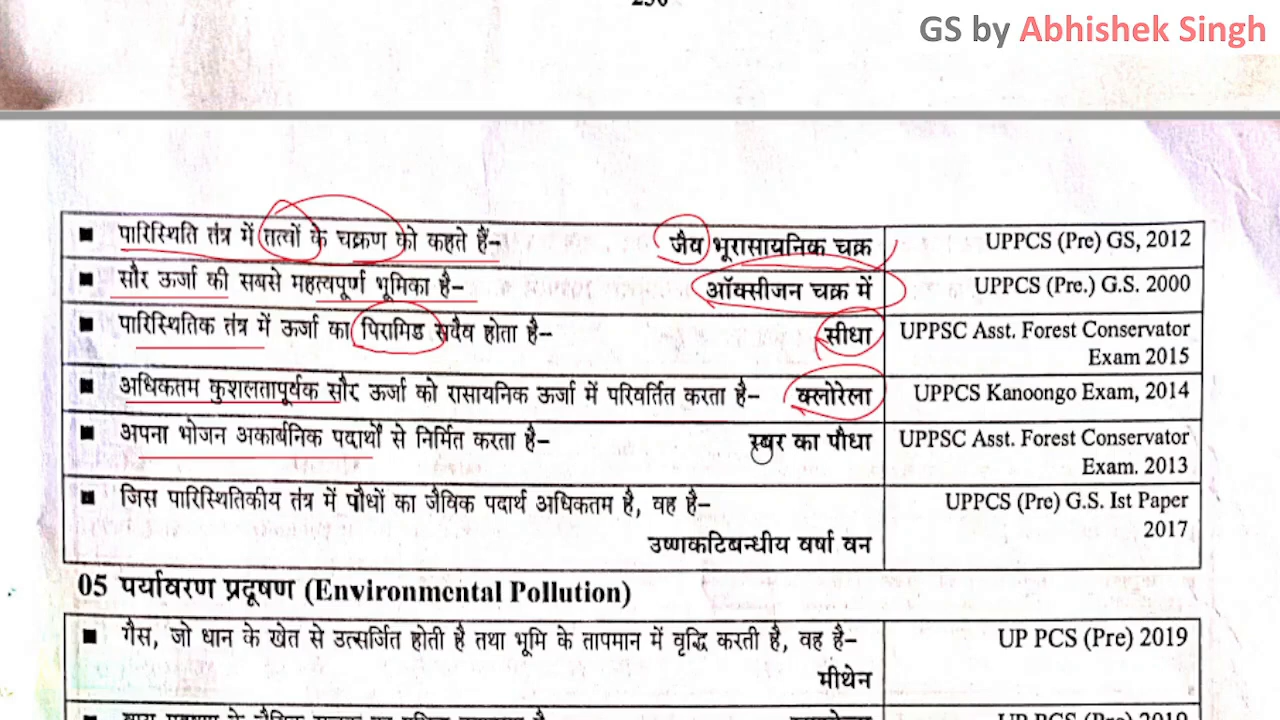 GS by Abhishek Singh
■ पारिस्थिति तंत्र में तत्वों के चक्रण को कहते हैं– जैव भूरासायनिक चक्र UPPCS (Pre) GS, 2012
■ सौर ऊर्जा की सबसे महत्वपूर्ण भूमिका है– ऑक्सीजन चक्र में UPPCS (Pre.) G.S. 2000
■ पारिस्थितिक तंत्र में ऊर्जा का पिरामिड सदैव होता है– सीधा UPPSC Asst. Forest Conservator
Exam 2015
■ अधिकतम कुशलतापूर्वक सौर ऊर्जा को रासायनिक ऊर्जा में परिवर्तित करता है– क्लोरेला UPPCS Kanoongo Exam, 2014
■ अपना भोजन अकार्बनिक पदार्थों से निर्मित करता है– रबर का पौधा UPPSC Asst. Forest Conservator
Exam. 2013
■ जिस पारिस्थितिकीय तंत्र में पौधों का जैविक पदार्थ अधिकतम है, वह है– UPPCS (Pre) G.S. Ist Paper
2017
उष्णकटिबन्धीय वर्षा वन
05 पर्यावरण प्रदूषण (Environmental Pollution)
■ गैस, जो धान के खेत से उत्सर्जित होती है तथा भूमि के तापमान में वृद्धि करती है, वह है– UP PCS (Pre) 2019
मीथेन